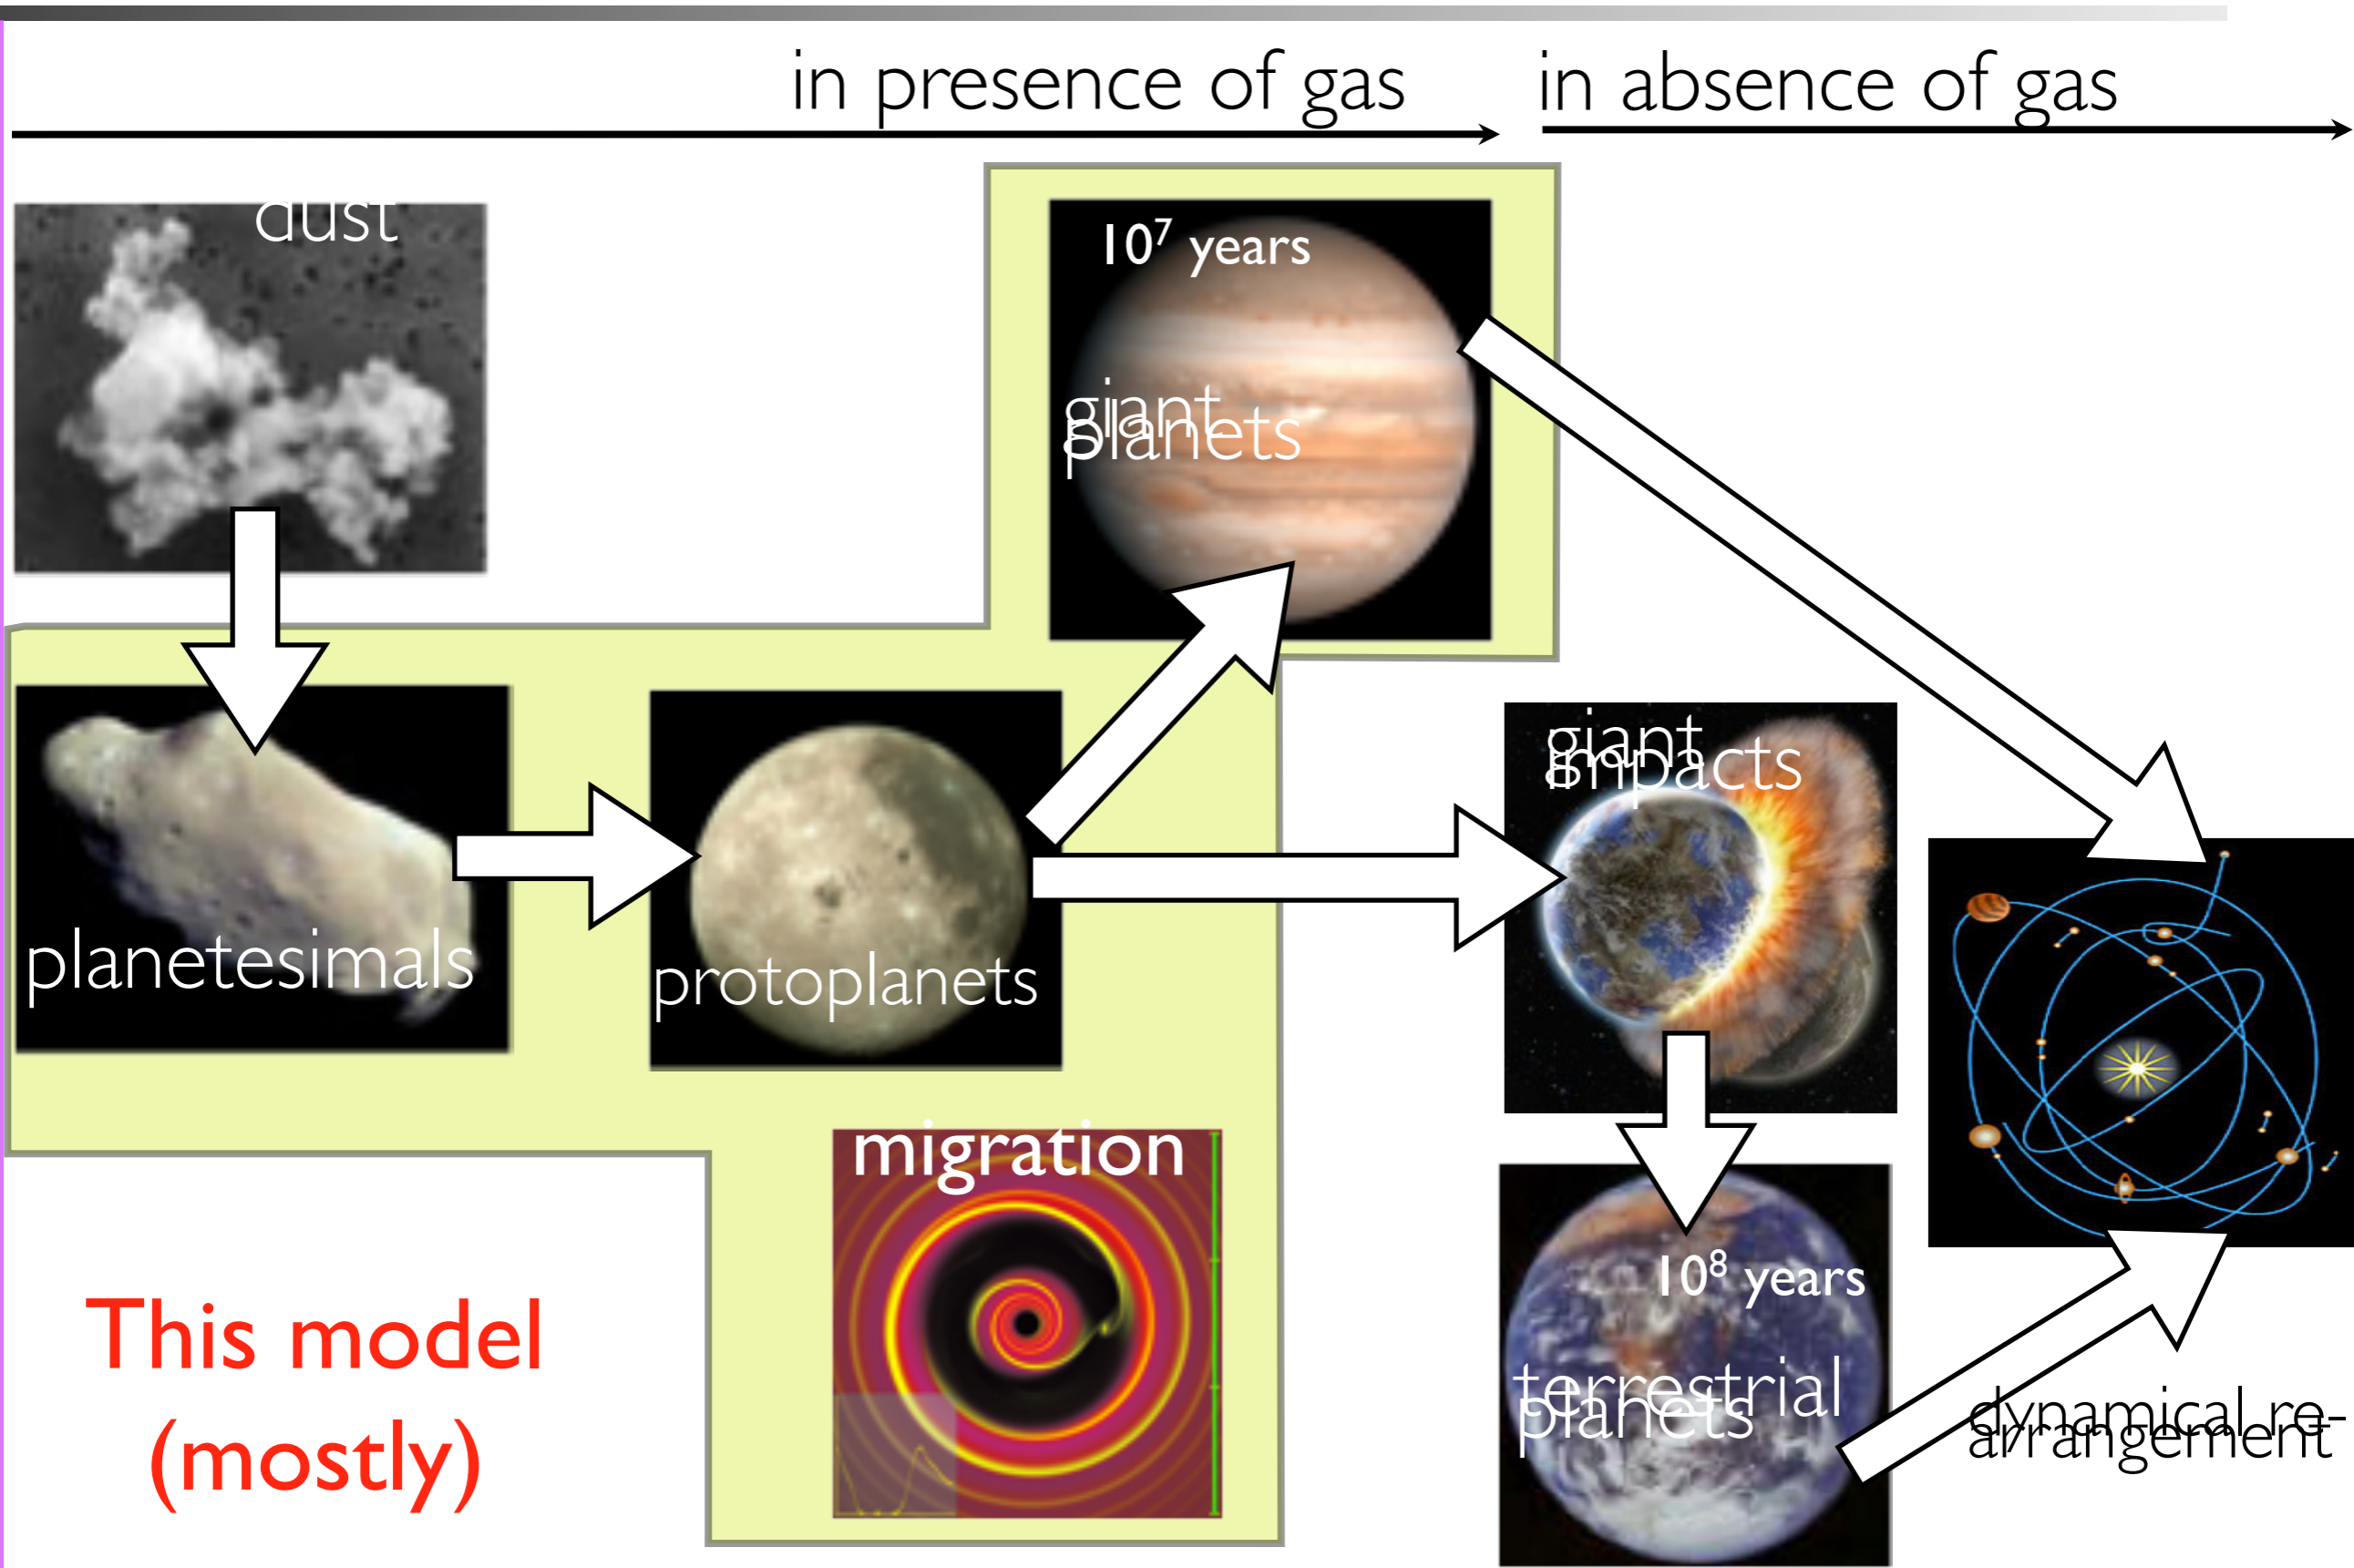 in presence of gas
in absence of gas
dust
10⁷ years
giant
planets
planetesimals
protoplanets
giant
impacts
migration
10⁸ years
terrestrial
planets
dynamical re-
arrangement
This model
(mostly)